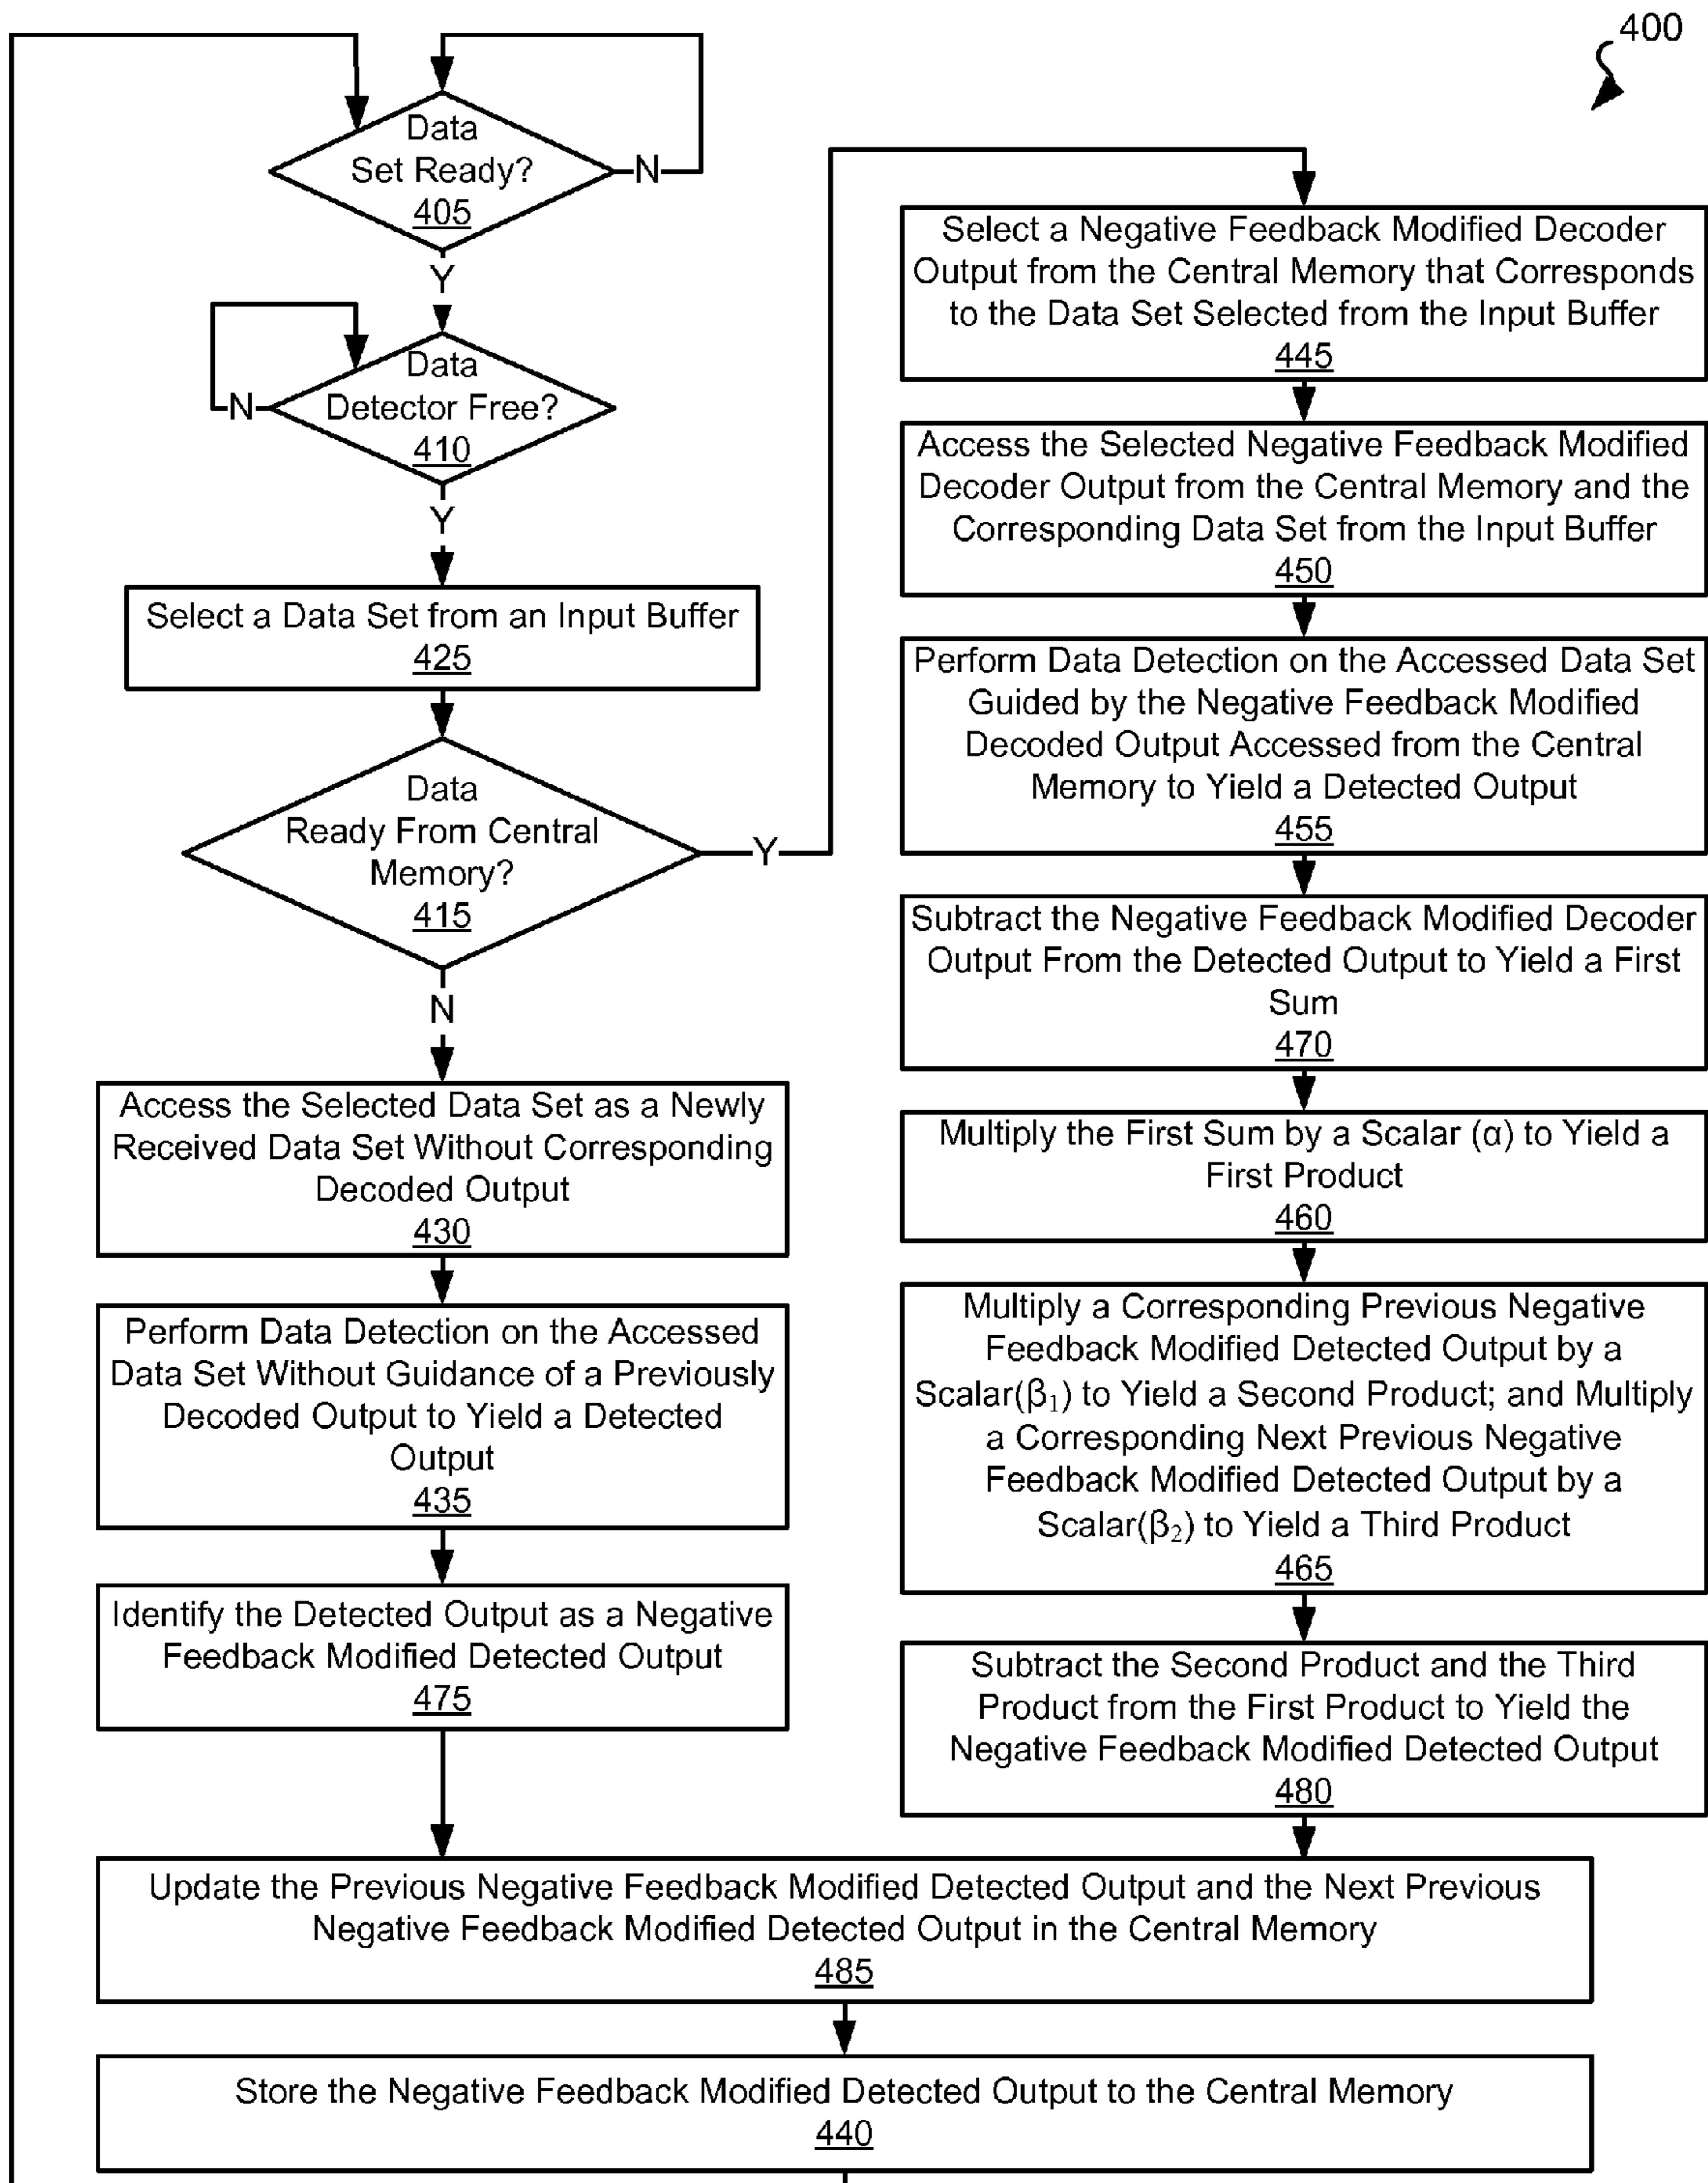 400
Data
Set Ready?
405
N
Y
Data
Detector Free?
410
N
Y
Select a Data Set from an Input Buffer
425
Data
Ready From Central
Memory?
415
Y
N
Access the Selected Data Set as a Newly
Received Data Set Without Corresponding
Decoded Output
430
Perform Data Detection on the Accessed
Data Set Without Guidance of a Previously
Decoded Output to Yield a Detected
Output
435
Identify the Detected Output as a Negative
Feedback Modified Detected Output
475
Select a Negative Feedback Modified Decoder
Output from the Central Memory that Corresponds
to the Data Set Selected from the Input Buffer
445
Access the Selected Negative Feedback Modified
Decoder Output from the Central Memory and the
Corresponding Data Set from the Input Buffer
450
Perform Data Detection on the Accessed Data Set
Guided by the Negative Feedback Modified
Decoded Output Accessed from the Central
Memory to Yield a Detected Output
455
Subtract the Negative Feedback Modified Decoder
Output From the Detected Output to Yield a First
Sum
470
Multiply the First Sum by a Scalar (α) to Yield a
First Product
460
Multiply a Corresponding Previous Negative
Feedback Modified Detected Output by a
Scalar(β₁) to Yield a Second Product; and Multiply
a Corresponding Next Previous Negative
Feedback Modified Detected Output by a
Scalar(β₂) to Yield a Third Product
465
Subtract the Second Product and the Third
Product from the First Product to Yield the
Negative Feedback Modified Detected Output
480
Update the Previous Negative Feedback Modified Detected Output and the Next Previous
Negative Feedback Modified Detected Output in the Central Memory
485
Store the Negative Feedback Modified Detected Output to the Central Memory
440